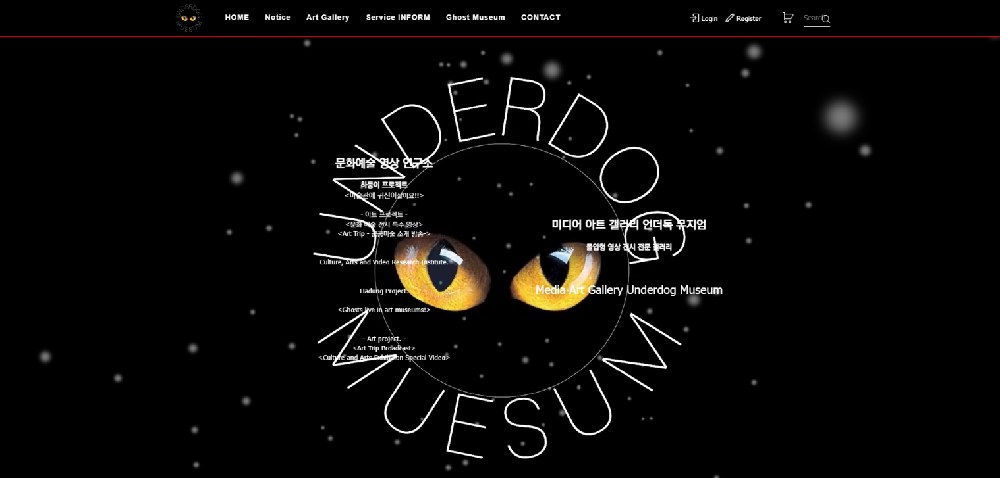 UNDERDOG
MUESUM
HOME
Notice
Art Gallery
Service INFORM
Ghost Museum
CONTACT
Login
Register
Search
UNDERDOG
문화예술 영상 연구소
- 하둥이 프로젝트 -
<미술관에 귀신이살아요!!>
- 아트 프로젝트 -
<문화 예술 전시 특수 영상>
<Art Trip - 공공미술 소개 방송->
Culture, Arts and Video Research Institute.
- Hadung Project. -
<Ghosts live in art museums!>
- Art project. -
<Art Trip Broadcast>
<Culture and Arts Exhibition Special Video>
미디어 아트 갤러리 언더독 뮤지엄
- 몰입형 영상 전시 전문 갤러리 -
Media Art Gallery Underdog Museum
MUESUM